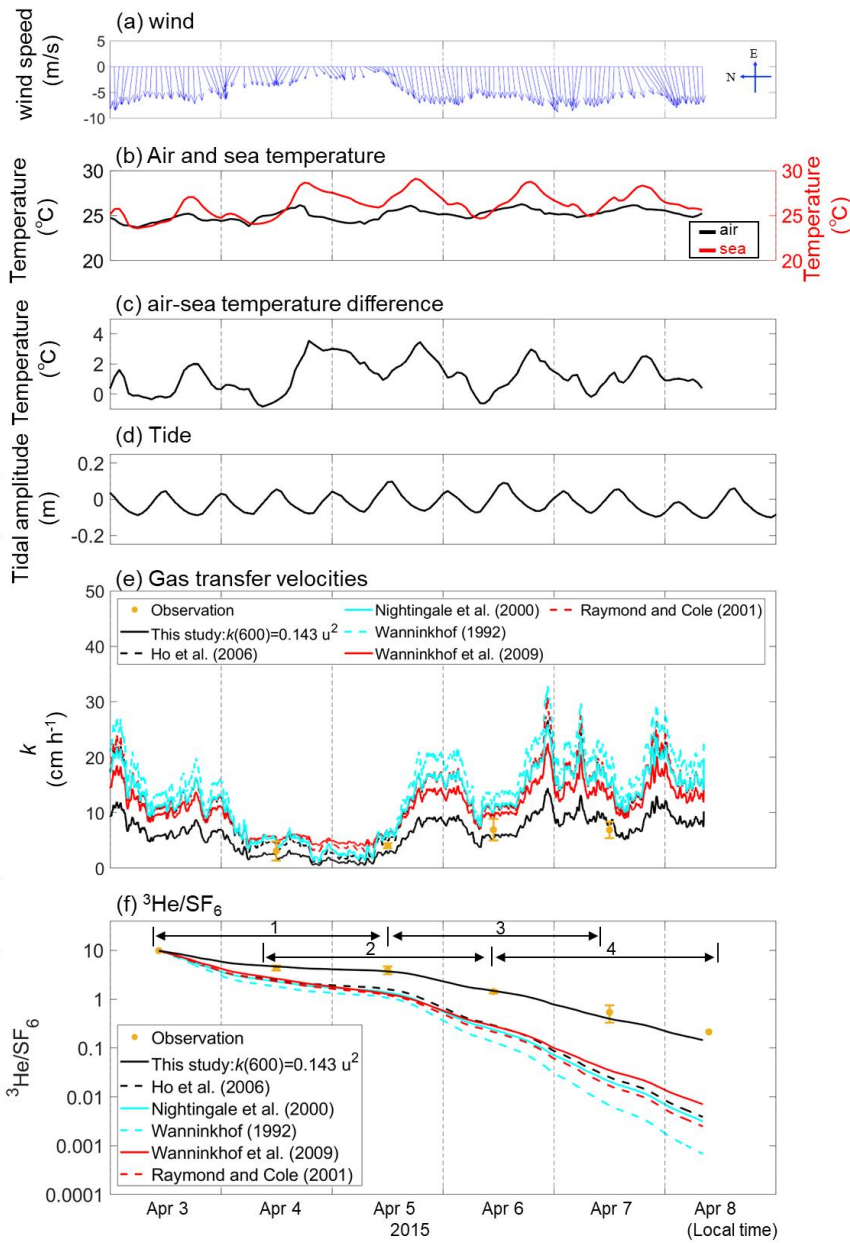 (a) wind
wind speed
(m/s)
5
0
-5
-10
E
N
(b) Air and sea temperature
Temperature
(°C)
30
25
20
30
25
20
Temperature
(°C)
air
sea
(c) air-sea temperature difference
Temperature
(°C)
4
2
0
(d) Tide
Tidal amplitude
(m)
0.2
0
-0.2
(e) Gas transfer velocities
k
(cm h⁻¹)
50
40
30
20
10
0
Observation
This study:k(600)=0.143 u²
Ho et al. (2006)
Nightingale et al. (2000)
Wanninkhof (1992)
Wanninkhof et al. (2009)
Raymond and Cole (2001)
(f) ³He/SF₆
³He/SF₆
1
3
2
4
10
1
0.1
0.01
0.001
0.0001
Observation
This study:k(600)=0.143 u²
Ho et al. (2006)
Nightingale et al. (2000)
Wanninkhof (1992)
Wanninkhof et al. (2009)
Raymond and Cole (2001)
Apr 3 Apr 4 Apr 5 Apr 6 Apr 7 Apr 8
2015 (Local time)